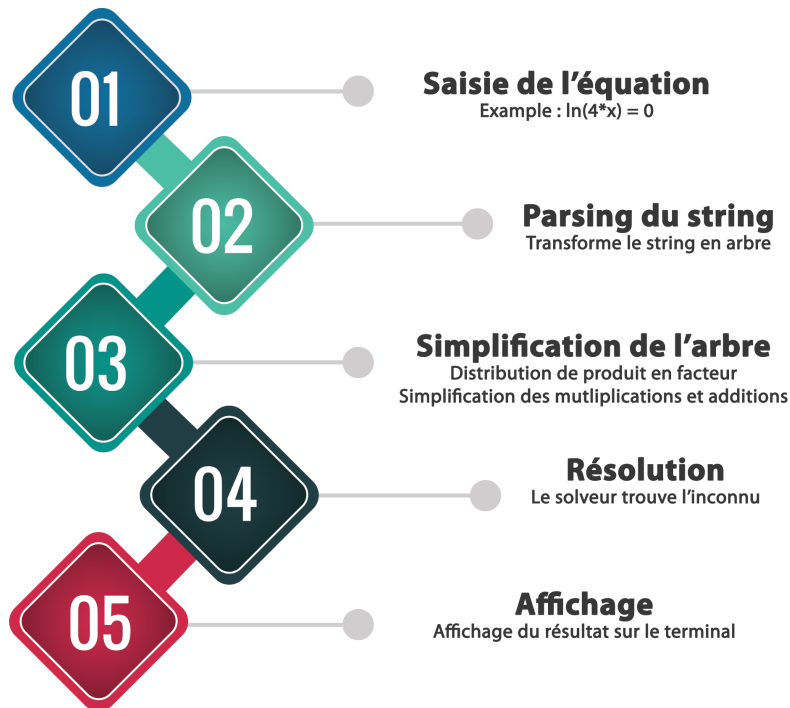 01
Saisie de l’équation
Example : ln(4*x) = 0
02
Parsing du string
Transforme le string en arbre
03
Simplification de l’arbre
Distribution de produit en facteur
Simplification des mutliplications et additions
04
Résolution
Le solveur trouve l’inconnu
05
Affichage
Affichage du résultat sur le terminal